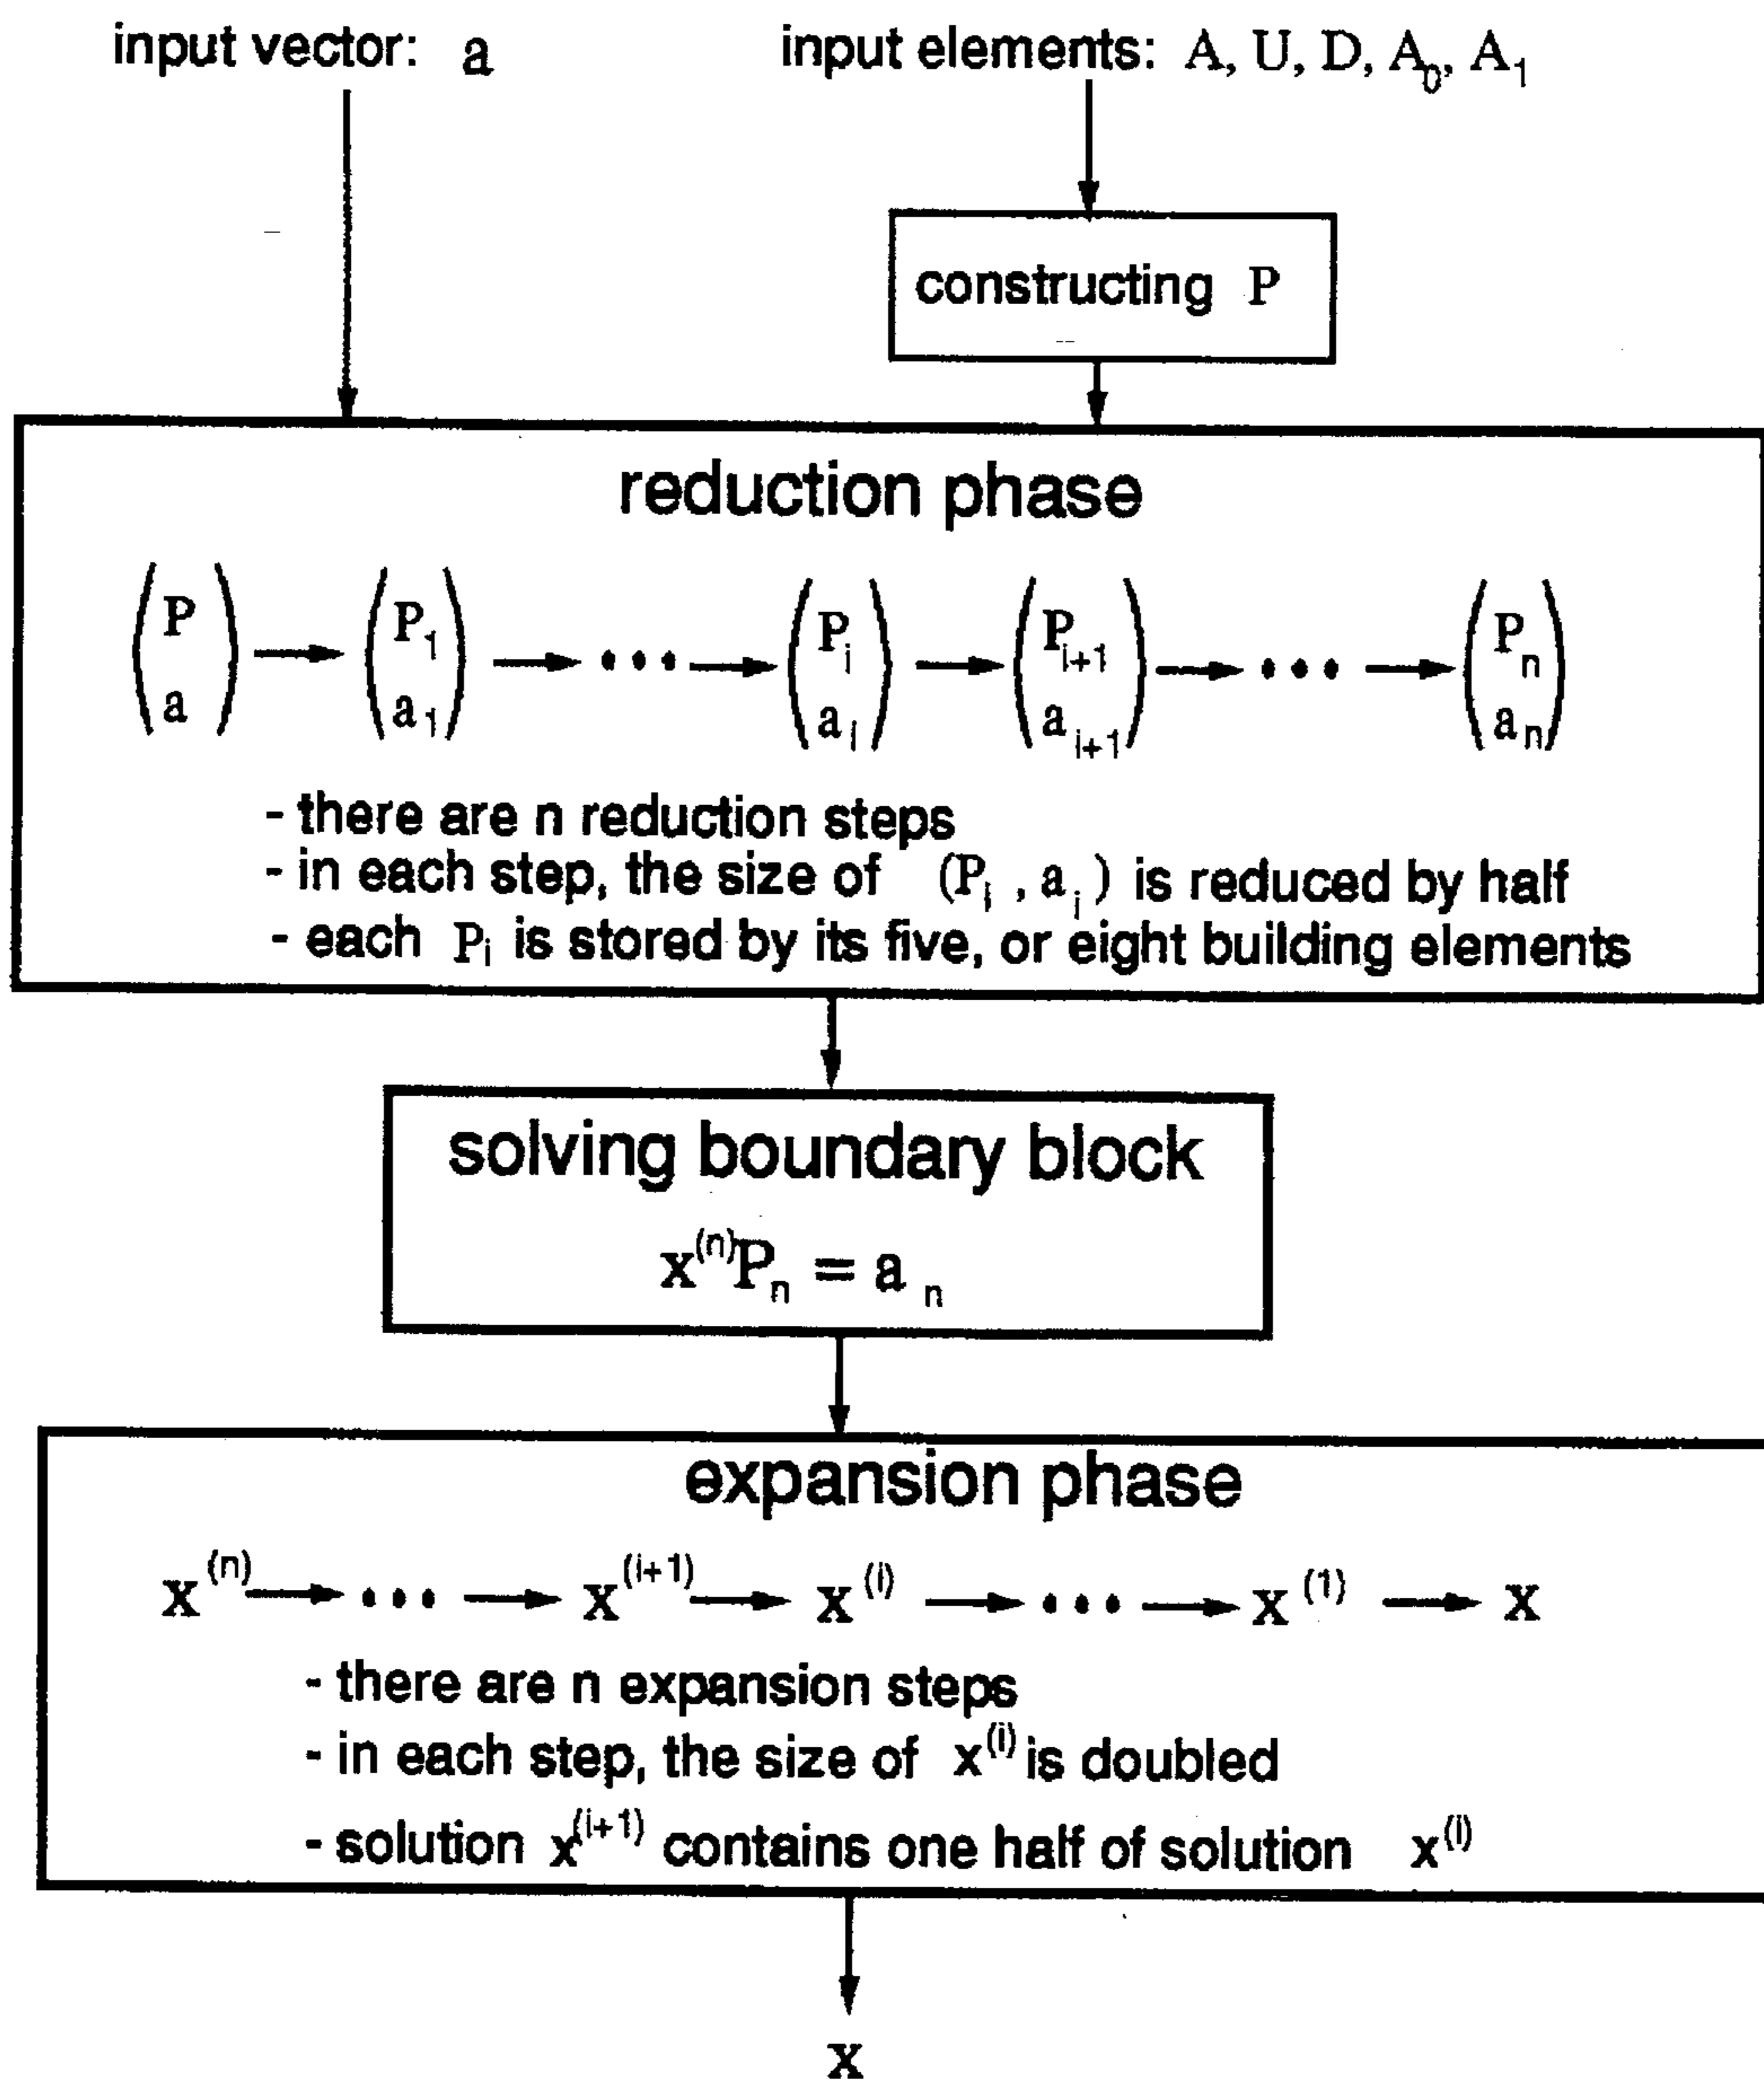 input vector: a
input elements: A, U, D, A₀, A₁
constructing P
reduction phase
(P a) → (P₁ a₁) → ••• → (Pᵢ aᵢ) → (Pᵢ₊₁ aᵢ₊₁) → ••• → (Pₙ aₙ)
- there are n reduction steps
- in each step, the size of (Pᵢ , aᵢ) is reduced by half
- each Pᵢ is stored by its five, or eight building elements
solving boundary block
x⁽ⁿ⁾Pₙ = aₙ
expansion phase
x⁽ⁿ⁾ → ••• → x⁽ⁱ⁺¹⁾ → x⁽ⁱ⁾ → ••• → x⁽¹⁾ → x
- there are n expansion steps
- in each step, the size of x⁽ⁱ⁾ is doubled
- solution x⁽ⁱ⁺¹⁾ contains one half of solution x⁽ⁱ⁾
x